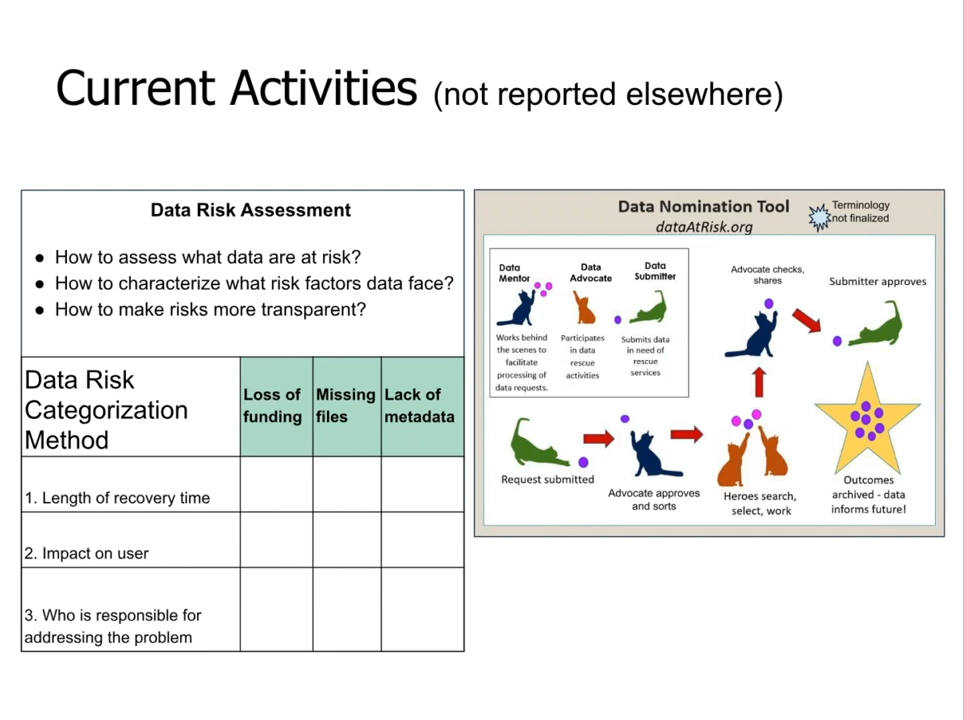 Current Activities (not reported elsewhere)
Data Risk Assessment
● How to assess what data are at risk?
● How to characterize what risk factors data face?
● How to make risks more transparent?
Data Risk
Categorization
Method
Loss of
funding
Missing
files
Lack of
metadata
1. Length of recovery time
2. Impact on user
3. Who is responsible for
addressing the problem
Data Nomination Tool
dataAtRisk.org
Terminology
not finalized
Data
Mentor
Works behind
the scenes to
facilitate
processing of
data requests.
Data
Advocate
Participates
in data
rescue
activities
Data
Submitter
Submits data
in need of
rescue
services
Request submitted
Advocate approves
and sorts
Heroes search,
select, work
Advocate checks,
shares
Submitter approves
Outcomes
archived - data
informs future!